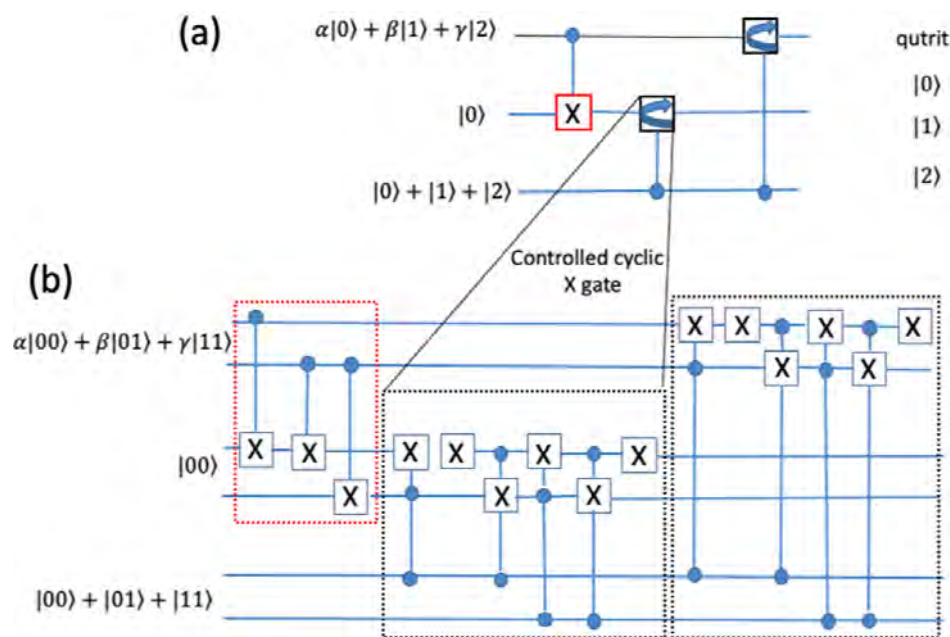 (a)
α|0⟩ + β|1⟩ + γ|2⟩
qutrit
|0⟩
X
|0⟩
|1⟩
|2⟩
|0⟩ + |1⟩ + |2⟩
Controlled cyclic
X gate
(b)
α|00⟩ + β|01⟩ + γ|11⟩
X X X X X
X X
X X X X X X
|00⟩
X X X
|00⟩ + |01⟩ + |11⟩